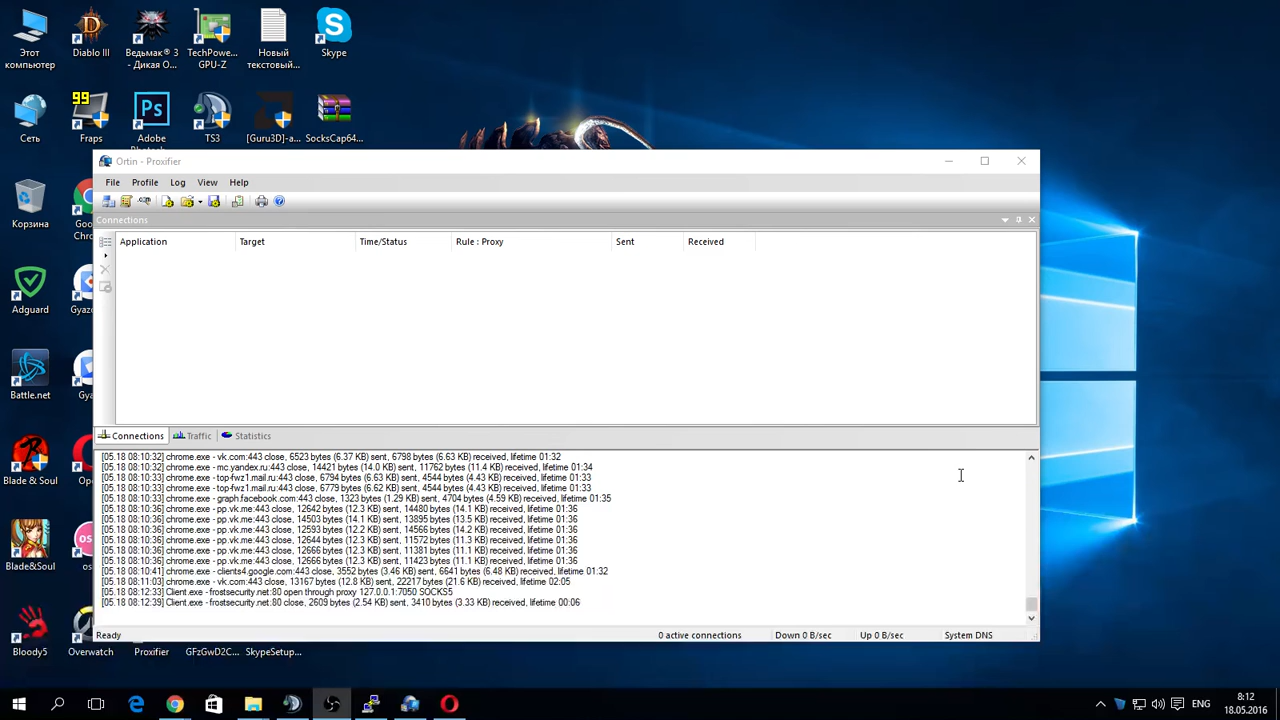 Этот компьютер
Diablo III
Ведьмак® 3 - Дикая О...
TechPowe... GPU-Z
Новый текстовый...
Skype
99
Сеть
Fraps
Ps
Adobe
TS3
[Guru3D]-a...
SocksCap64...
Ortin - Proxifier
File
Profile
Log
View
Help
Connections
Application
Target
Time/Status
Rule : Proxy
Sent
Received
Корзина
Adguard
Battle.net
Blade & Soul
Blade&Soul
Connections
Traffic
Statistics
[05.18 08:10:32] chrome.exe - vk.com:443 close, 6523 bytes (6.37 KB) sent, 6798 bytes (6.63 KB) received, lifetime 01:32
[05.18 08:10:33] chrome.exe - mc.yandex.ru:443 close, 14421 bytes (14.0 KB) sent, 11762 bytes (11.4 KB) received, lifetime 01:34
[05.18 08:10:33] chrome.exe - top-fwz1.mail.ru:443 close, 6794 bytes (6.63 KB) sent, 4544 bytes (4.43 KB) received, lifetime 01:33
[05.18 08:10:33] chrome.exe - top-fwz1.mail.ru:443 close, 6779 bytes (6.62 KB) sent, 4544 bytes (4.43 KB) received, lifetime 01:33
[05.18 08:10:33] chrome.exe - graph.facebook.com:443 close, 1323 bytes (1.29 KB) sent, 4704 bytes (4.59 KB) received, lifetime 01:35
[05.18 08:10:36] chrome.exe - pp.vk.me:443 close, 12642 bytes (12.3 KB) sent, 14480 bytes (14.1 KB) received, lifetime 01:36
[05.18 08:10:36] chrome.exe - pp.vk.me:443 close, 14503 bytes (14.1 KB) sent, 13895 bytes (13.5 KB) received, lifetime 01:36
[05.18 08:10:36] chrome.exe - pp.vk.me:443 close, 12593 bytes (12.2 KB) sent, 14566 bytes (14.2 KB) received, lifetime 01:36
[05.18 08:10:36] chrome.exe - pp.vk.me:443 close, 12644 bytes (12.3 KB) sent, 11572 bytes (11.3 KB) received, lifetime 01:36
[05.18 08:10:36] chrome.exe - pp.vk.me:443 close, 12666 bytes (12.3 KB) sent, 11381 bytes (11.1 KB) received, lifetime 01:36
[05.18 08:10:36] chrome.exe - pp.vk.me:443 close, 12666 bytes (12.3 KB) sent, 11423 bytes (11.1 KB) received, lifetime 01:36
[05.18 08:10:41] chrome.exe - clients4.google.com:443 close, 3552 bytes (3.46 KB) sent, 6641 bytes (6.48 KB) received, lifetime 01:32
[05.18 08:11:03] chrome.exe - vk.com:443 close, 13167 bytes (12.8 KB) sent, 22217 bytes (21.6 KB) received, lifetime 02:05
[05.18 08:12:33] Client.exe - frostsecurity.net:80 open through proxy 127.0.0.1:7050 SOCKS5
[05.18 08:12:39] Client.exe - frostsecurity.net:80 close, 2609 bytes (2.54 KB) sent, 3410 bytes (3.33 KB) received, lifetime 00:06
Ready
0 active connections
Down 0 B/sec
Up 0 B/sec
System DNS
Bloody5
Overwatch
Proxifier
GFzGwD2C...
SkypeSetup...
ENG
8:12
18.05.2016